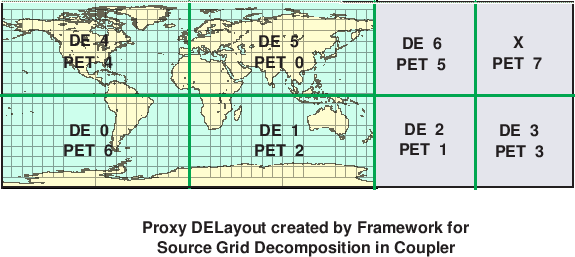 DE 4
PET 4
DE 5
PET 0
DE 6
PET 5
X
PET 7
DE 0
PET 6
DE 1
PET 2
DE 2
PET 1
DE 3
PET 3
Proxy DELayout created by Framework for
Source Grid Decomposition in Coupler